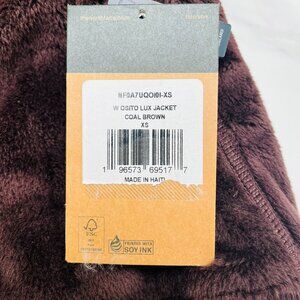 NF0A7UQOI0I-XS
W OSITO LUX JACKET
COAL BROWN
XS
1 96573 69517 7
MADE IN HAITI
FSC
PRINTED WITH
SOY INK